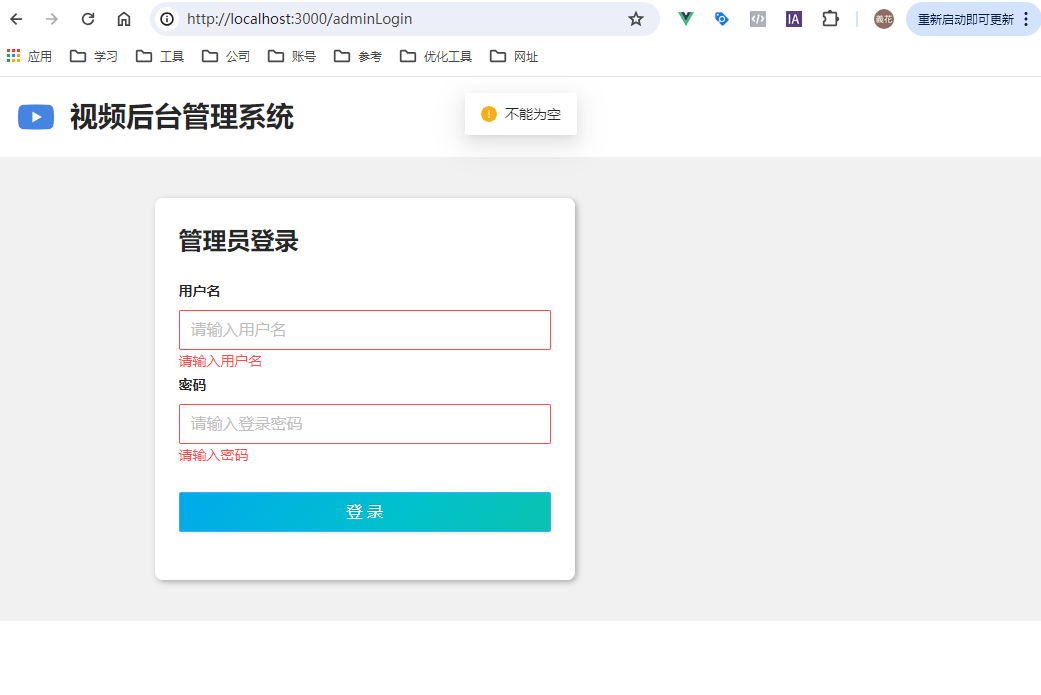 http://localhost:3000/adminLogin
IA
義花
重新启动即可更新
应用 学习 工具 公司 账号 参考 优化工具 网址
视频后台管理系统
不能为空
管理员登录
用户名
请输入用户名
请输入用户名
密码
请输入登录密码
请输入密码
登 录